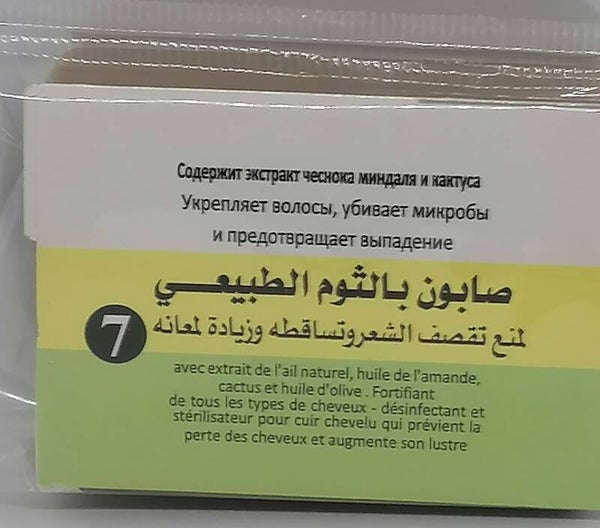 Содержит экстракт чеснока миндаля и кактуса
Укрепляет волосы, убивает микробы
и предотвращает выпадение
صابون بالثوم الطبيعـــي
لمنع تقصف الشعروتساقطه وزيادة لمعانه
7
avec extrait de l'ail naturel, huile de l'amande,
cactus et huile d'olive . Fortifiant
de tous les types de cheveux - désinfectant et
stérilisateur pour cuir chevelu qui prévient la
perte des cheveux et augmente son lustre